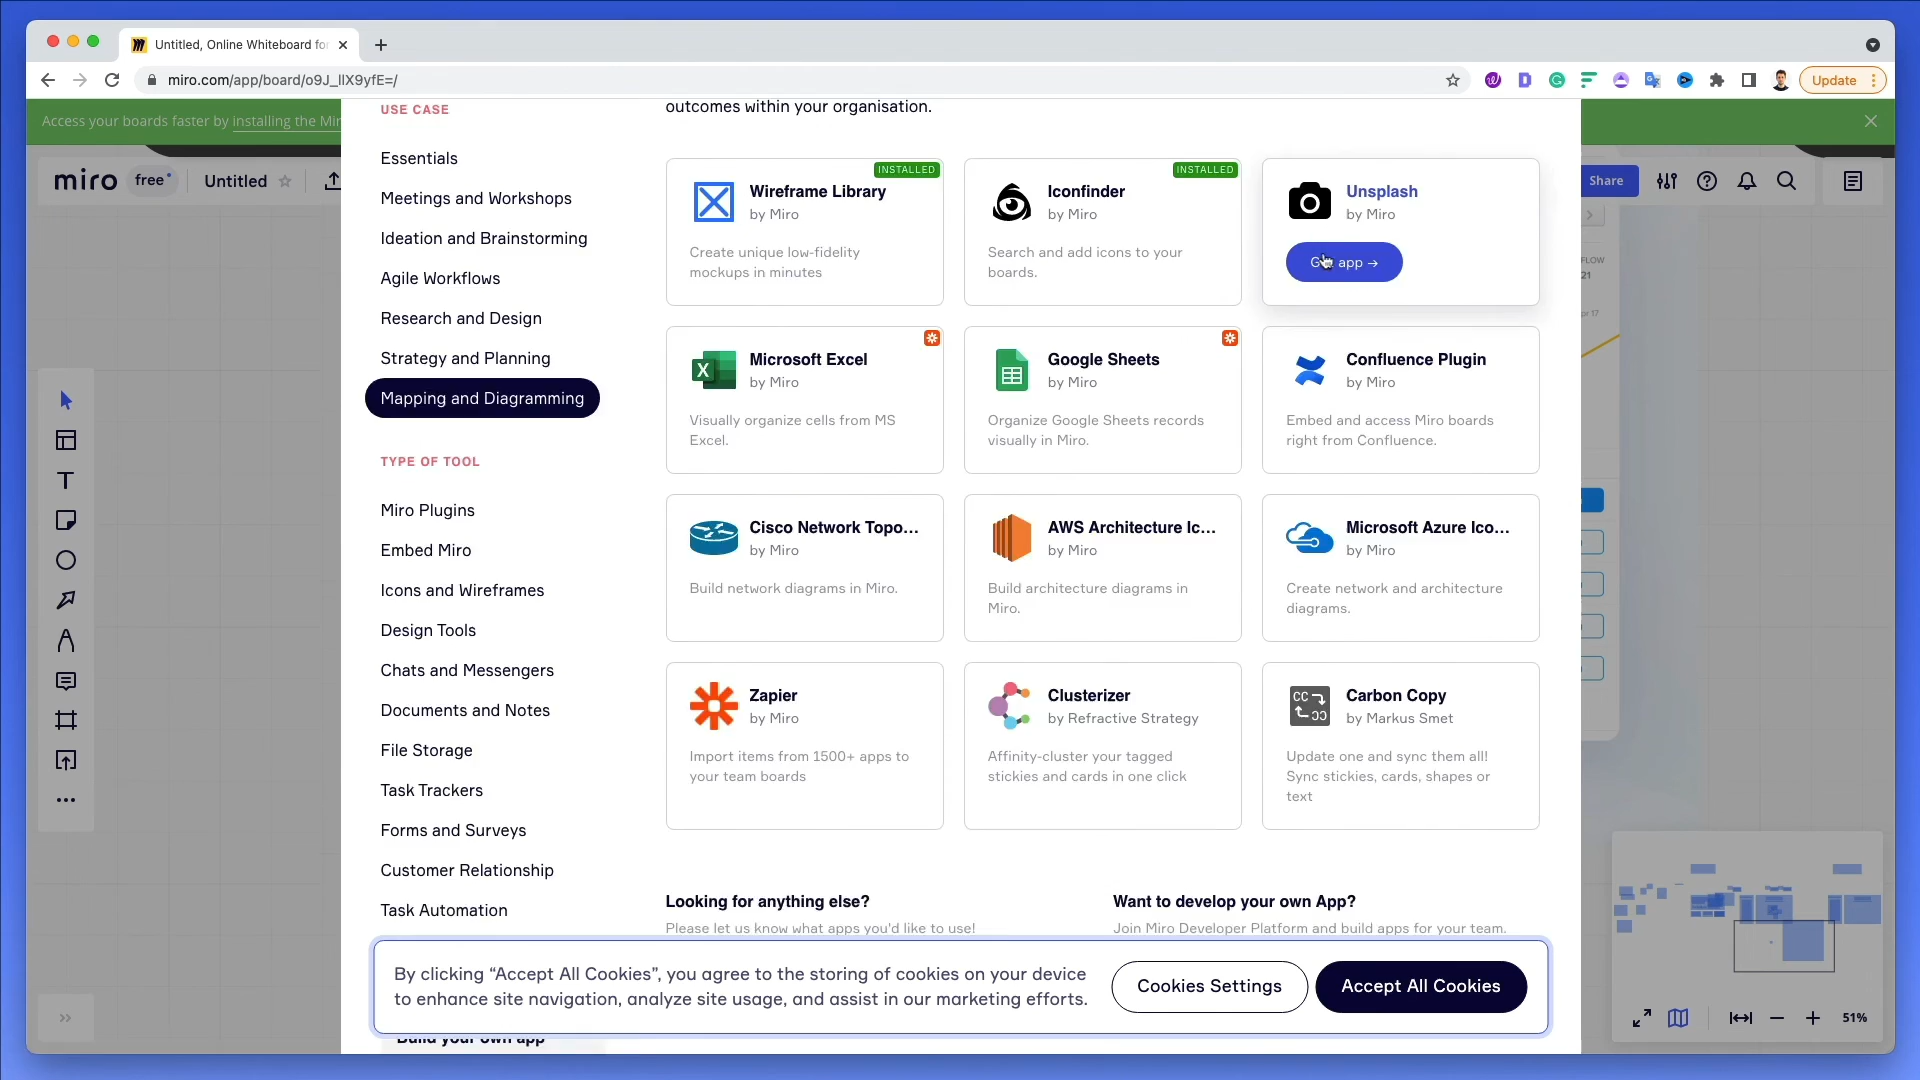 Untitled, Online Whiteboard for
miro.com/app/board/o9J_lIX9yfE=/
Update
Access your boards faster by installing the Mir
miro
free
Untitled
Share
USE CASE
Essentials
Meetings and Workshops
Ideation and Brainstorming
Agile Workflows
Research and Design
Strategy and Planning
Mapping and Diagramming
TYPE OF TOOL
Miro Plugins
Embed Miro
Icons and Wireframes
Design Tools
Chats and Messengers
Documents and Notes
File Storage
Task Trackers
Forms and Surveys
Customer Relationship
Task Automation
Build your own app
outcomes within your organisation.
INSTALLED
Wireframe Library
by Miro
Create unique low-fidelity
mockups in minutes
INSTALLED
Iconfinder
by Miro
Search and add icons to your
boards.
Unsplash
by Miro
app →
Microsoft Excel
by Miro
Visually organize cells from MS
Excel.
Google Sheets
by Miro
Organize Google Sheets records
visually in Miro.
Confluence Plugin
by Miro
Embed and access Miro boards
right from Confluence.
Cisco Network Topo...
by Miro
Build network diagrams in Miro.
AWS Architecture Ic...
by Miro
Build architecture diagrams in
Miro.
Microsoft Azure Ico...
by Miro
Create network and architecture
diagrams.
Zapier
by Miro
Import items from 1500+ apps to
your team boards
Clusterizer
by Refractive Strategy
Affinity-cluster your tagged
stickies and cards in one click
CC
CC
Carbon Copy
by Markus Smet
Update one and sync them all!
Sync stickies, cards, shapes or
text
Looking for anything else?
Please let us know what apps you'd like to use!
Want to develop your own App?
Join Miro Developer Platform and build apps for your team.
By clicking “Accept All Cookies”, you agree to the storing of cookies on your device
to enhance site navigation, analyze site usage, and assist in our marketing efforts.
Cookies Settings
Accept All Cookies
FLOW
21
pr 17
51%